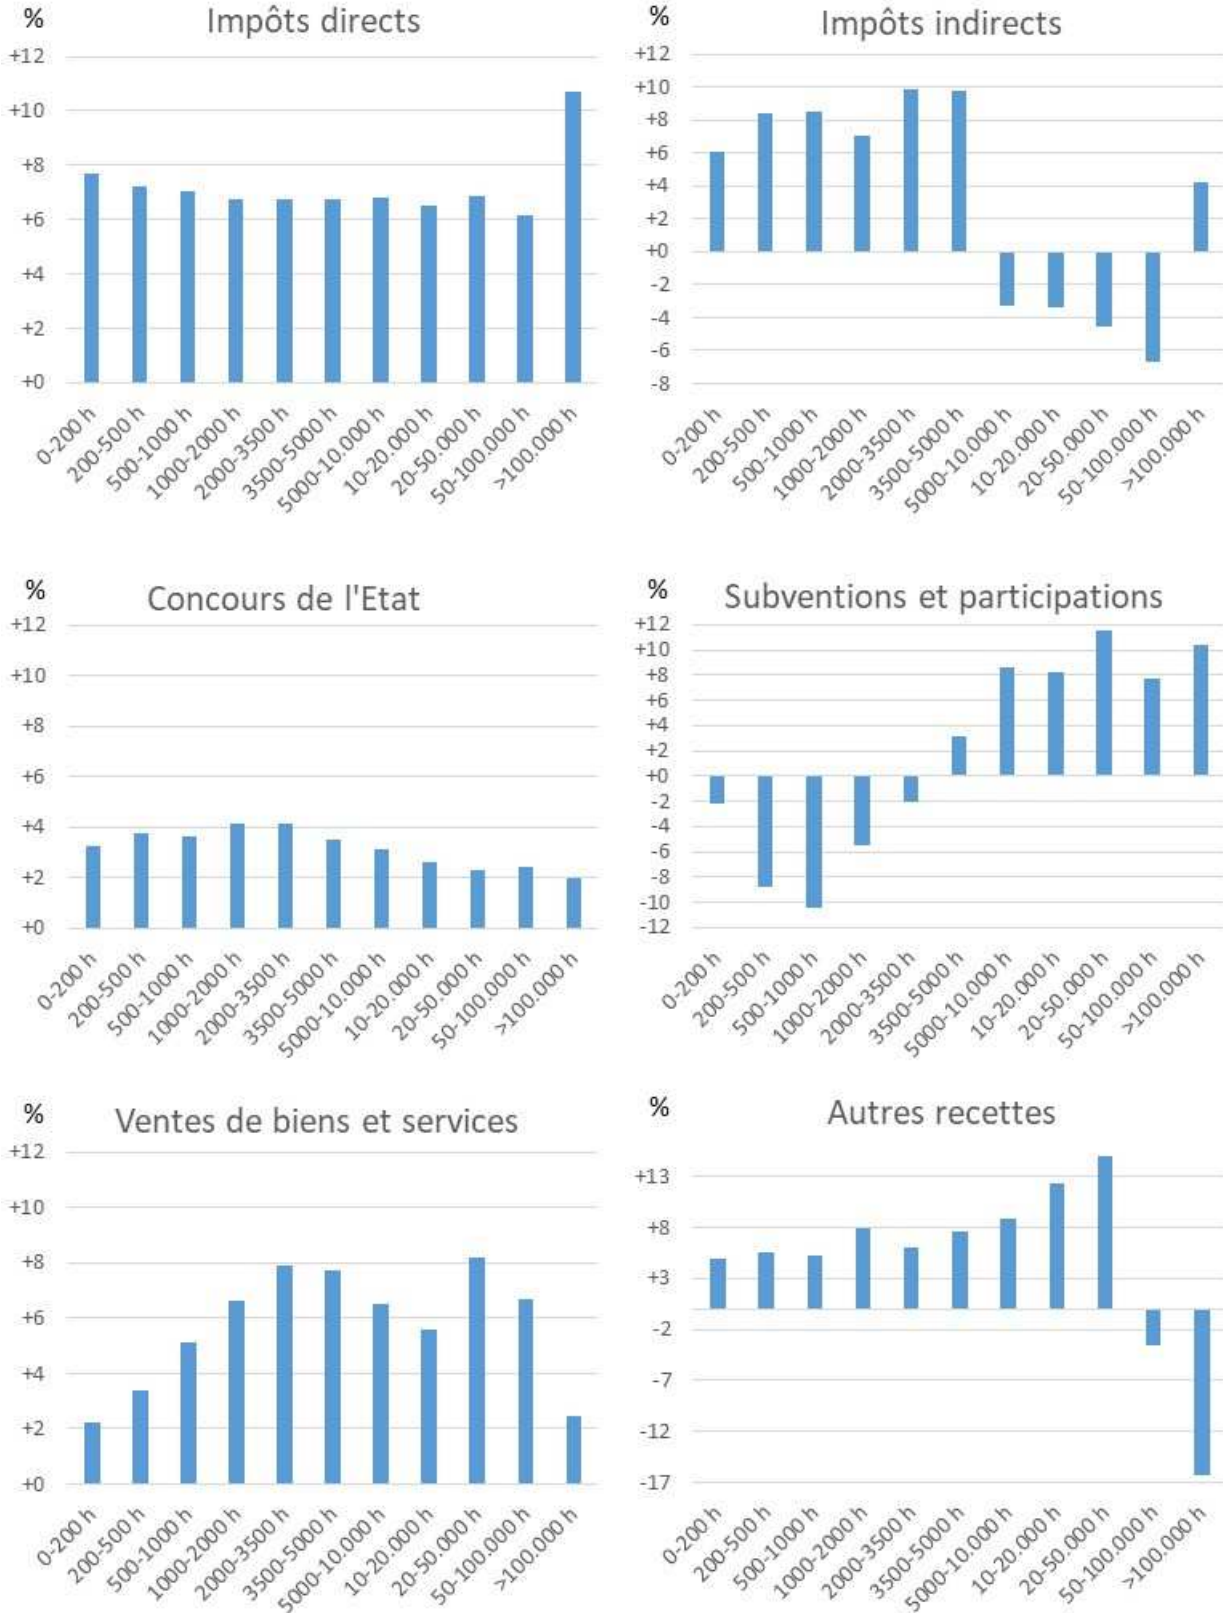 %
Impôts directs
+12
+10
+8
+6
+4
+2
+0
0-200 h
200-500 h
500-1000 h
1000-2000 h
2000-3500 h
3500-5000 h
5000-10.000 h
10-20.000 h
20-50.000 h
50-100.000 h
>100.000 h
%
Impôts indirects
+12
+10
+8
+6
+4
+2
+0
-2
-4
-6
-8
0-200 h
200-500 h
500-1000 h
1000-2000 h
2000-3500 h
3500-5000 h
5000-10.000 h
10-20.000 h
20-50.000 h
50-100.000 h
>100.000 h
%
Concours de l'Etat
+12
+10
+8
+6
+4
+2
+0
0-200 h
200-500 h
500-1000 h
1000-2000 h
2000-3500 h
3500-5000 h
5000-10.000 h
10-20.000 h
20-50.000 h
50-100.000 h
>100.000 h
%
Subventions et participations
+12
+10
+8
+6
+4
+2
+0
-2
-4
-6
-8
-10
-12
0-200 h
200-500 h
500-1000 h
1000-2000 h
2000-3500 h
3500-5000 h
5000-10.000 h
10-20.000 h
20-50.000 h
50-100.000 h
>100.000 h
%
Ventes de biens et services
+12
+10
+8
+6
+4
+2
+0
0-200 h
200-500 h
500-1000 h
1000-2000 h
2000-3500 h
3500-5000 h
5000-10.000 h
10-20.000 h
20-50.000 h
50-100.000 h
>100.000 h
%
Autres recettes
+13
+8
+3
-2
-7
-12
-17
0-200 h
200-500 h
500-1000 h
1000-2000 h
2000-3500 h
3500-5000 h
5000-10.000 h
10-20.000 h
20-50.000 h
50-100.000 h
>100.000 h